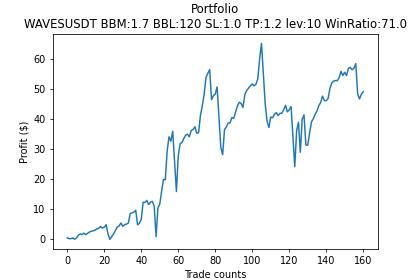 Portfolio
WAVESUSDT BBM:1.7 BBL:120 SL:1.0 TP:1.2 lev:10 WinRatio:71.0
Profit ($)
60
50
40
30
20
10
0
0 20 40 60 80 100 120 140 160
Trade counts